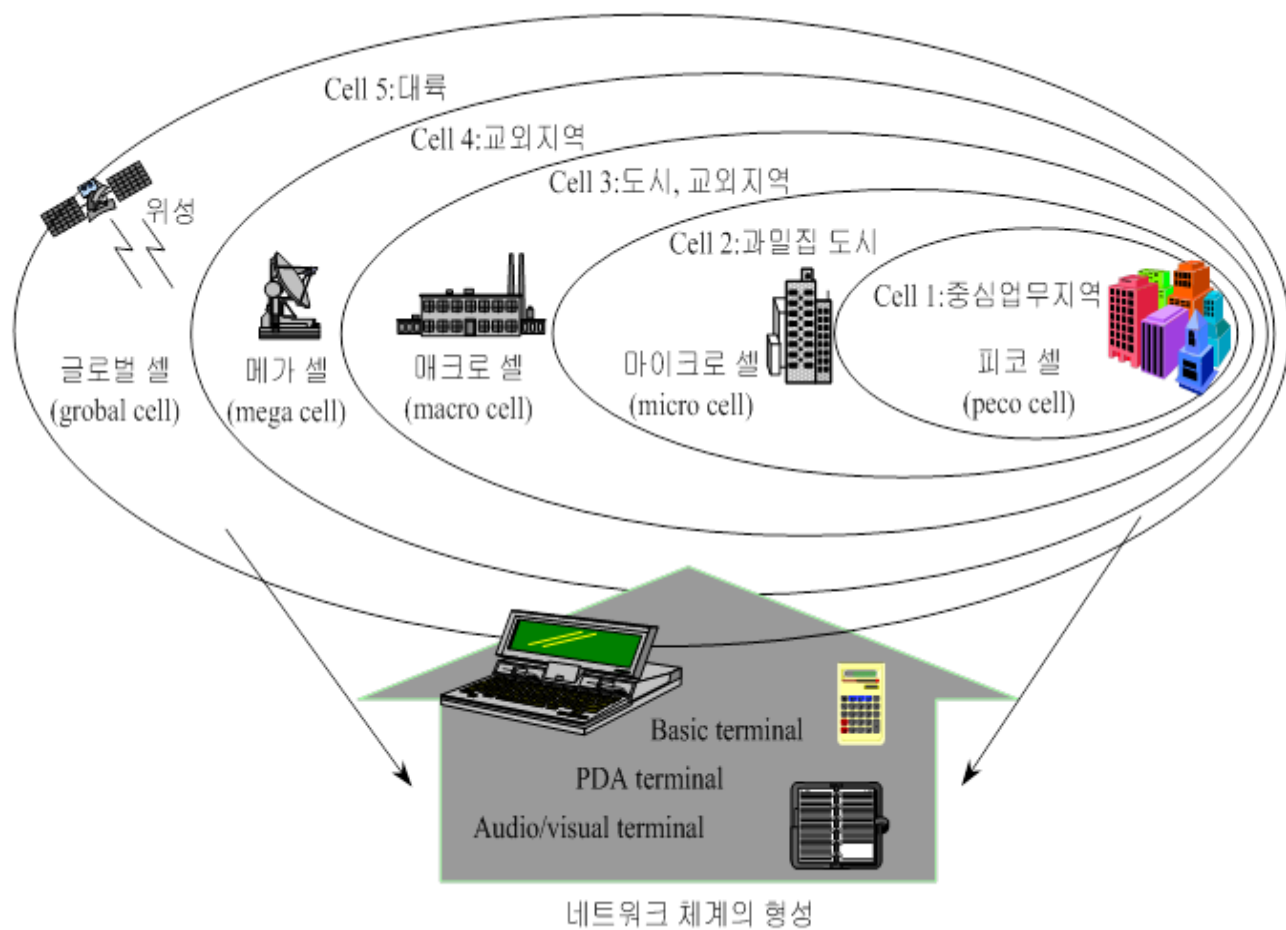 Cell 5:대륙
Cell 4:교외지역
Cell 3:도시, 교외지역
위성
Cell 2:과밀집 도시
Cell 1:중심업무지역
글로벌 셀
(grobal cell)
메가 셀
(mega cell)
매크로 셀
(macro cell)
마이크로 셀
(micro cell)
피코 셀
(peco cell)
Basic terminal
PDA terminal
Audio/visual terminal
네트워크 체계의 형성